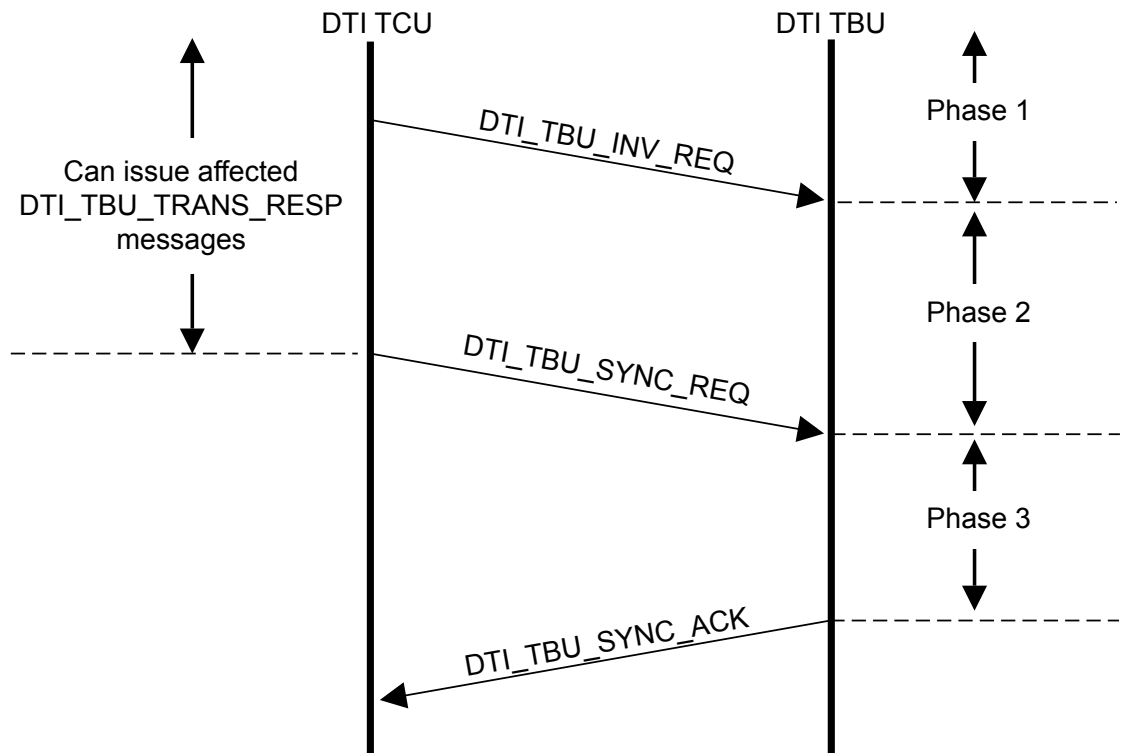 DTI TCU
DTI TBU
Phase 1
DTI_TBU_INV_REQ
Can issue affected
DTI_TBU_TRANS_RESP
messages
Phase 2
DTI_TBU_SYNC_REQ
Phase 3
DTI_TBU_SYNC_ACK